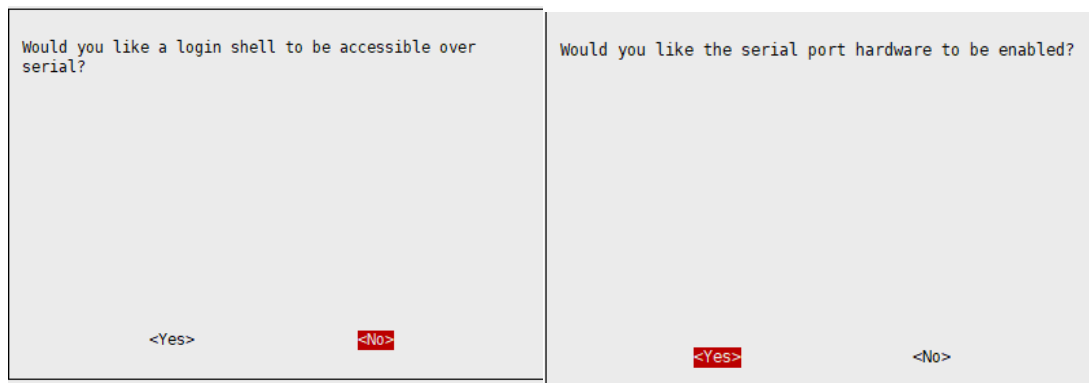 Would you like a login shell to be accessible over
serial?
<Yes> <No>
Would you like the serial port hardware to be enabled?
<Yes> <No>